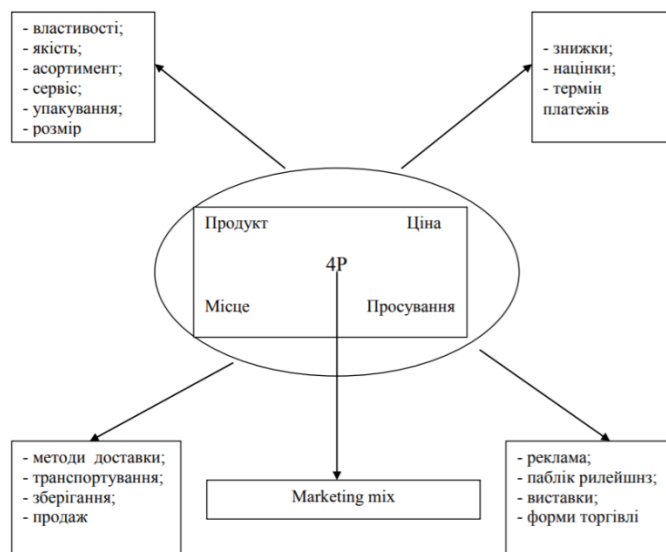 - властивості;
- якість;
- асортимент;
- сервіс;
- упакування;
- розмір
- знижки;
- націнки;
- термін
платежів
Продукт
Ціна
4Р
Місце
Просування
- методи доставки;
- транспортування;
- зберігання;
- продаж
Marketing mix
- реклама;
- паблік рилейшнз;
- виставки;
- форми торгівлі